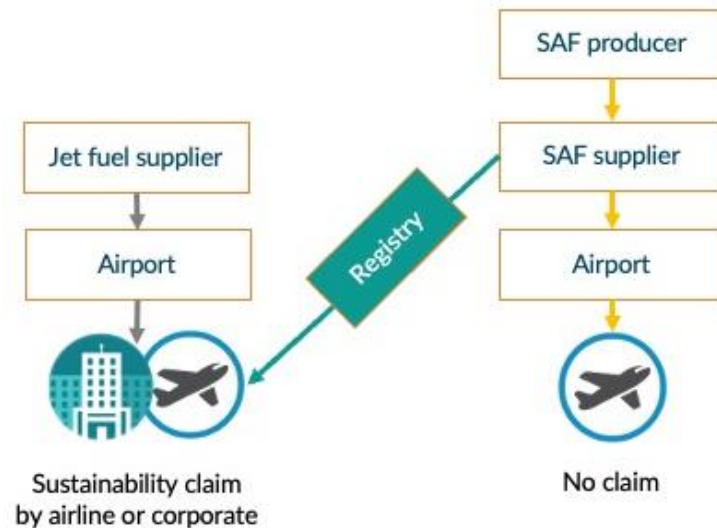 SAF producer
Jet fuel supplier
SAF supplier
Registry
Airport
Airport
Sustainability claim
by airline or corporate
No claim